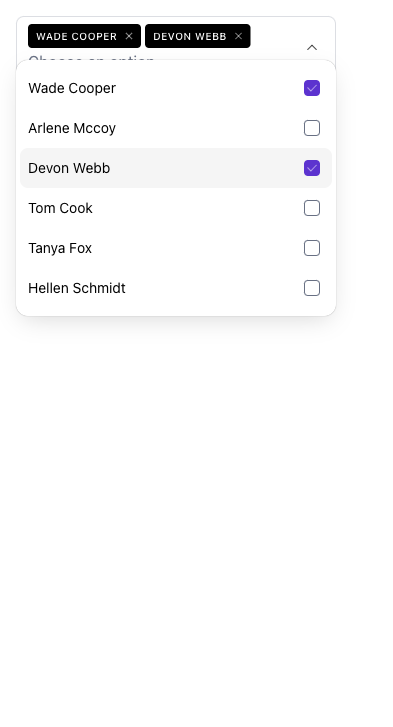 WADE COOPER DEVON WEBB
Choose an option
Wade Cooper
Arlene Mccoy
Devon Webb
Tom Cook
Tanya Fox
Hellen Schmidt